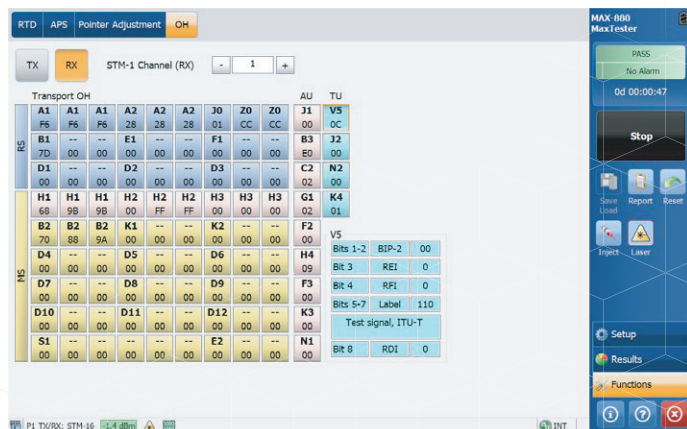 RTD APS Pointer Adjustment OH
MAX-880
MaxTester
TX RX STM-1 Channel (RX) - 1 +
PASS
No Alarm
0d 00:00:47
Stop
Save
Load
Report
Reset
Inject
Laser
Setup
Results
Functions
Transport OH AU TU
RS
A1 A1 A1 A2 A2 A2 J0 Z0 Z0 J1 V5
F6 F6 F6 28 28 28 01 CC CC 00 0C
B1 -- -- E1 -- -- F1 -- -- B3 J2
7D 00 00 00 00 00 00 00 00 E0 00
D1 -- -- D2 -- -- D3 -- -- C2 N2
00 00 00 00 00 00 00 00 00 02 00
MS
H1 H1 H1 H2 H2 H2 H3 H3 H3 G1 K4
68 9B 9B 00 FF FF 00 00 00 02 01
B2 B2 B2 K1 -- -- K2 -- -- F2
70 88 9A 00 00 00 00 00 00 00
D4 -- -- D5 -- -- D6 -- -- H4
00 00 00 00 00 00 00 00 00 09
D7 -- -- D8 -- -- D9 -- -- F3
00 00 00 00 00 00 00 00 00 00
D10 -- -- D11 -- -- D12 -- -- K3
00 00 00 00 00 00 00 00 00 00
S1 -- -- -- -- -- E2 -- -- N1
00 00 00 00 00 00 00 00 00 00
V5
Bits 1-2 BIP-2 00
Bit 3 REI 0
Bit 4 RFI 0
Bits 5-7 Label 110
Test signal, ITU-T
Bit 8 RDI 0
P1 TX/RX: STM-16 -1.4 dBm
INT